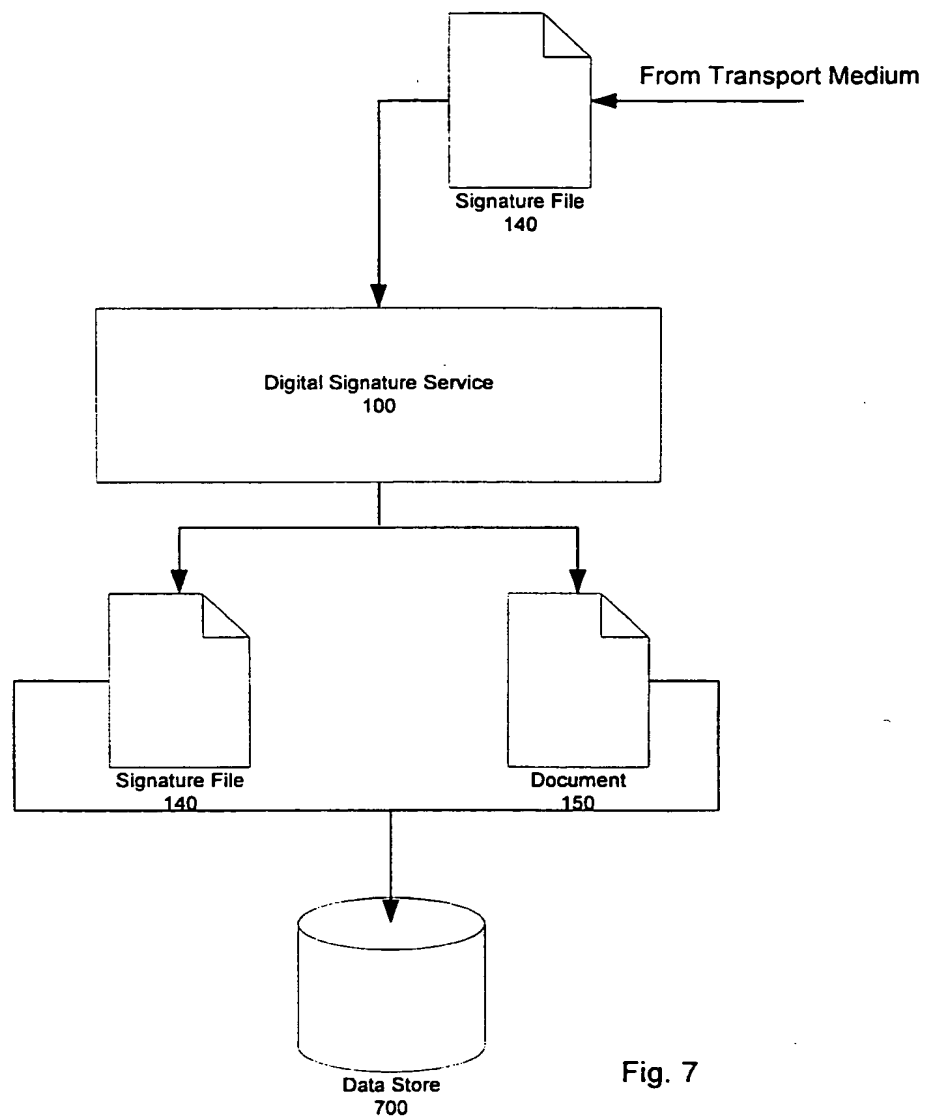 From Transport Medium
Signature File
140
Digital Signature Service
100
Signature File
140
Document
150
Data Store
700
Fig. 7